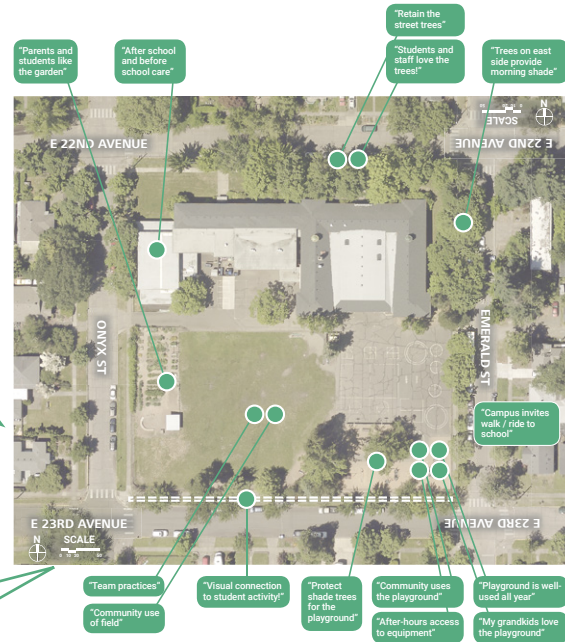 “Retain the
street trees”
“Parents and
students like
the garden”
“After school
and before
school care”
“Students and
staff love the
trees!”
“Trees on east
side provide
morning shade”
N
SCALE
E 22ND AVENUE
E 22ND AVENUE
ONYX ST
EMERALD ST
“Campus invites
walk / ride to
school”
E 23RD AVENUE
E 23RD AVENUE
N
SCALE
“Team practices”
“Community use
of field”
“Visual connection
to student activity!”
“Protect
shade trees
for the
playground”
“Community uses
the playground”
“After-hours access
to equipment”
“Playground is well-
used all year”
“My grandkids love
the playground”